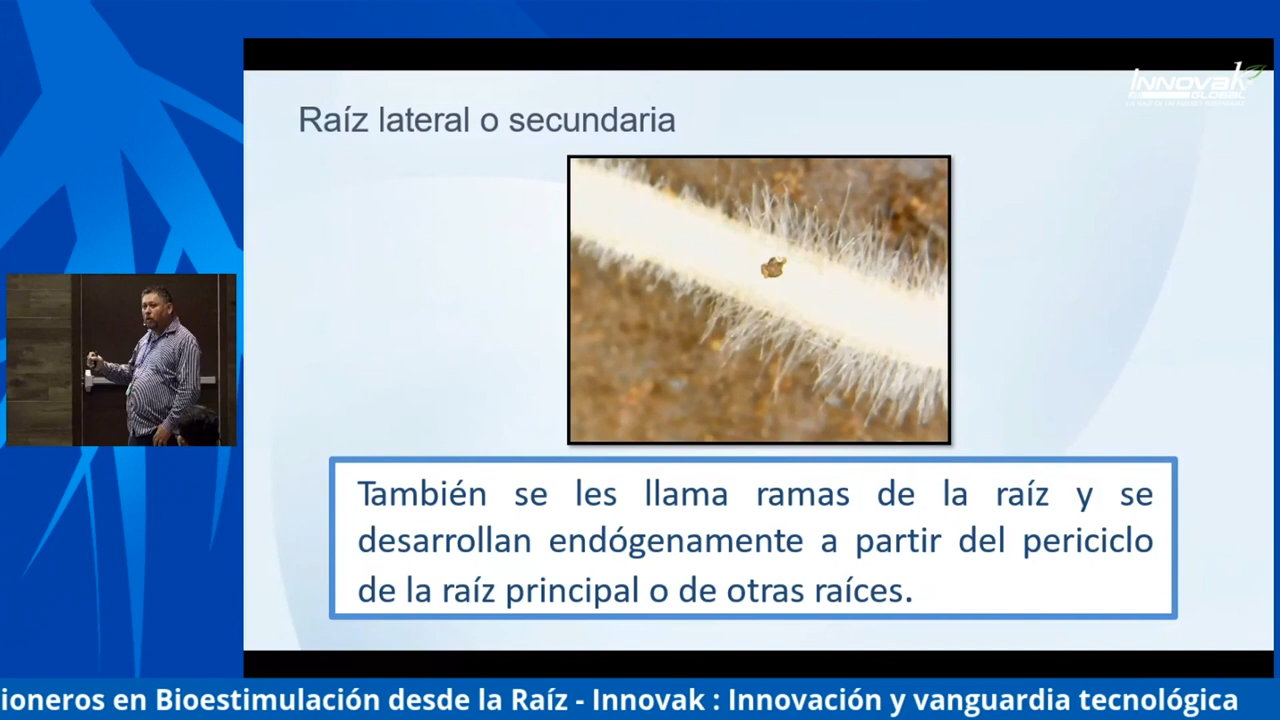 Innovak
GLOBAL
Raíz lateral o secundaria
También se les llama ramas de la raíz y se
desarrollan endógenamente a partir del periciclo
de la raíz principal o de otras raíces.
ioneros en Bioestimulación desde la Raíz - Innovak : Innovación y vanguardia tecnológica